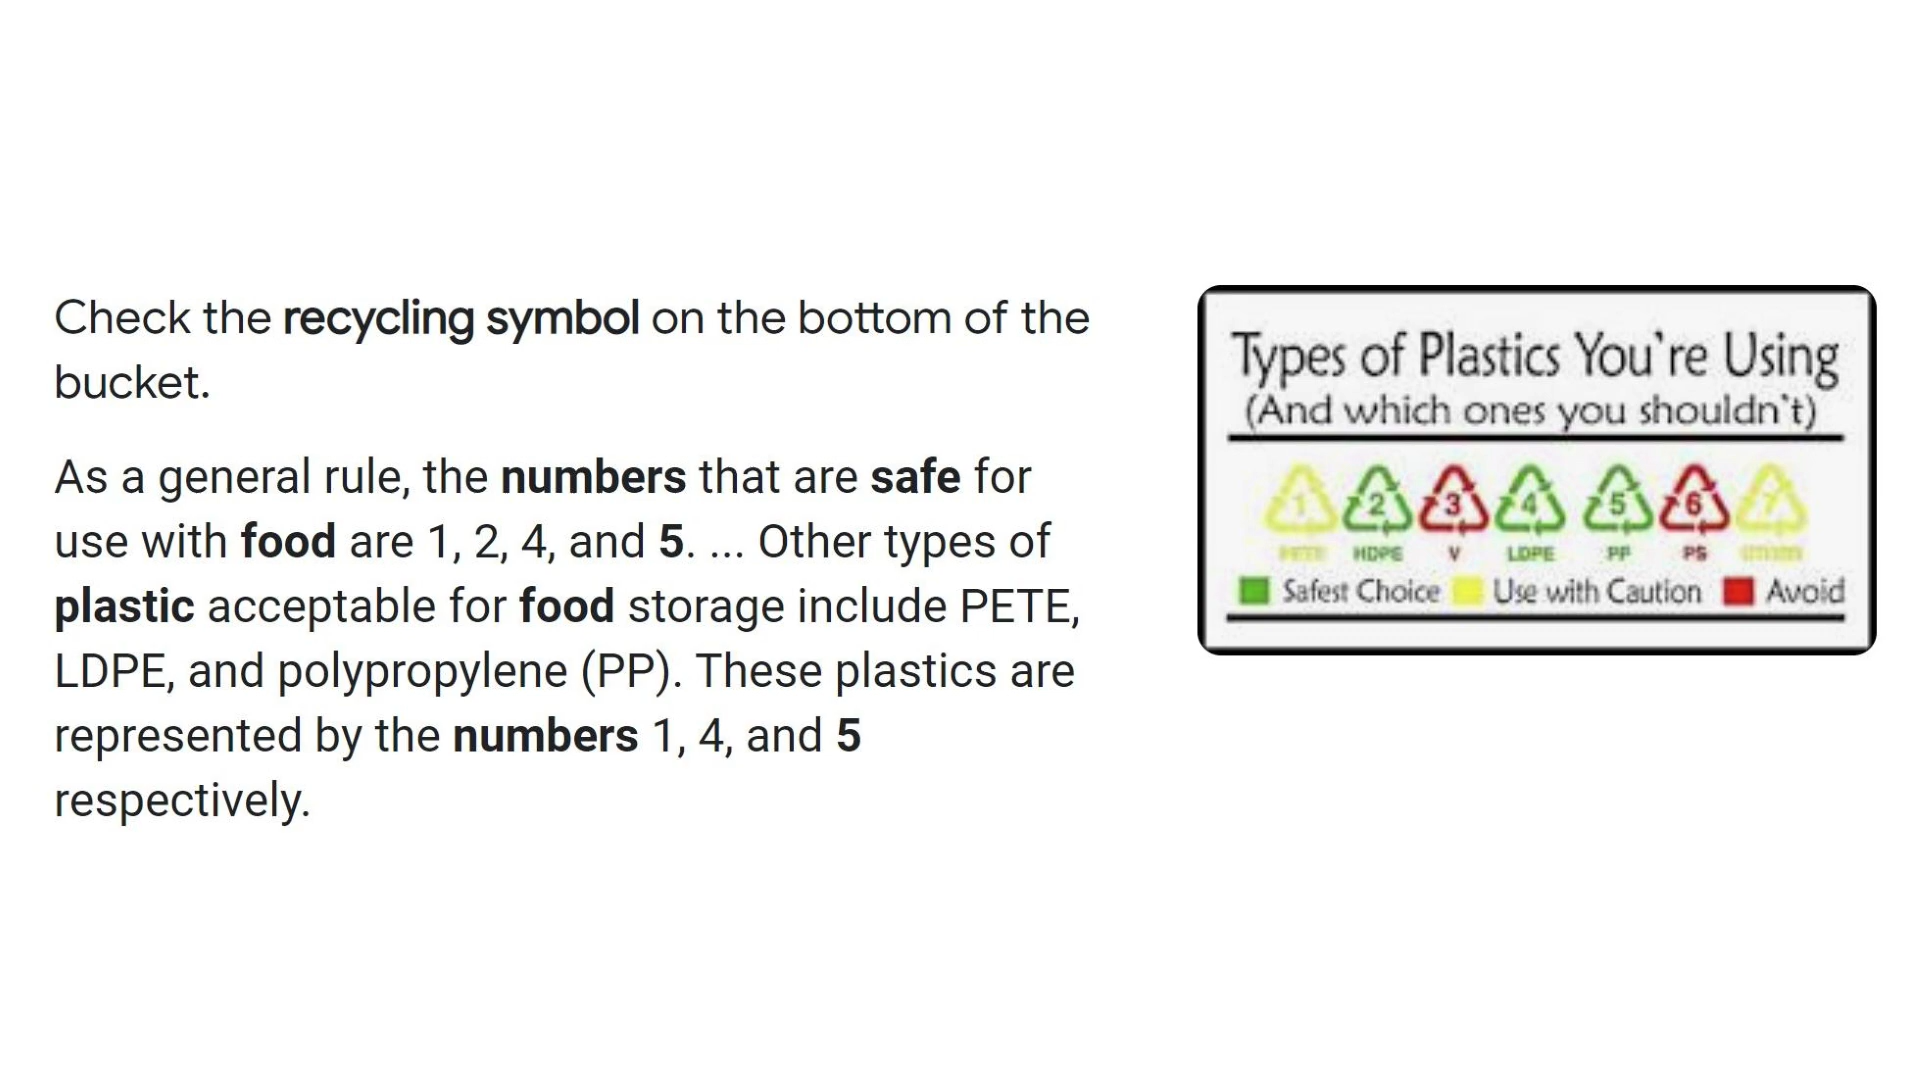 Check the recycling symbol on the bottom of the
bucket.
As a general rule, the numbers that are safe for
use with food are 1, 2, 4, and 5. ... Other types of
plastic acceptable for food storage include PETE,
LDPE, and polypropylene (PP). These plastics are
represented by the numbers 1, 4, and 5
respectively.
Types of Plastics You're Using
(And which ones you shouldn't)
1 2 3 4 5 6 7
PETE HDPE V LDPE PP PS
Safest Choice Use with Caution Avoid